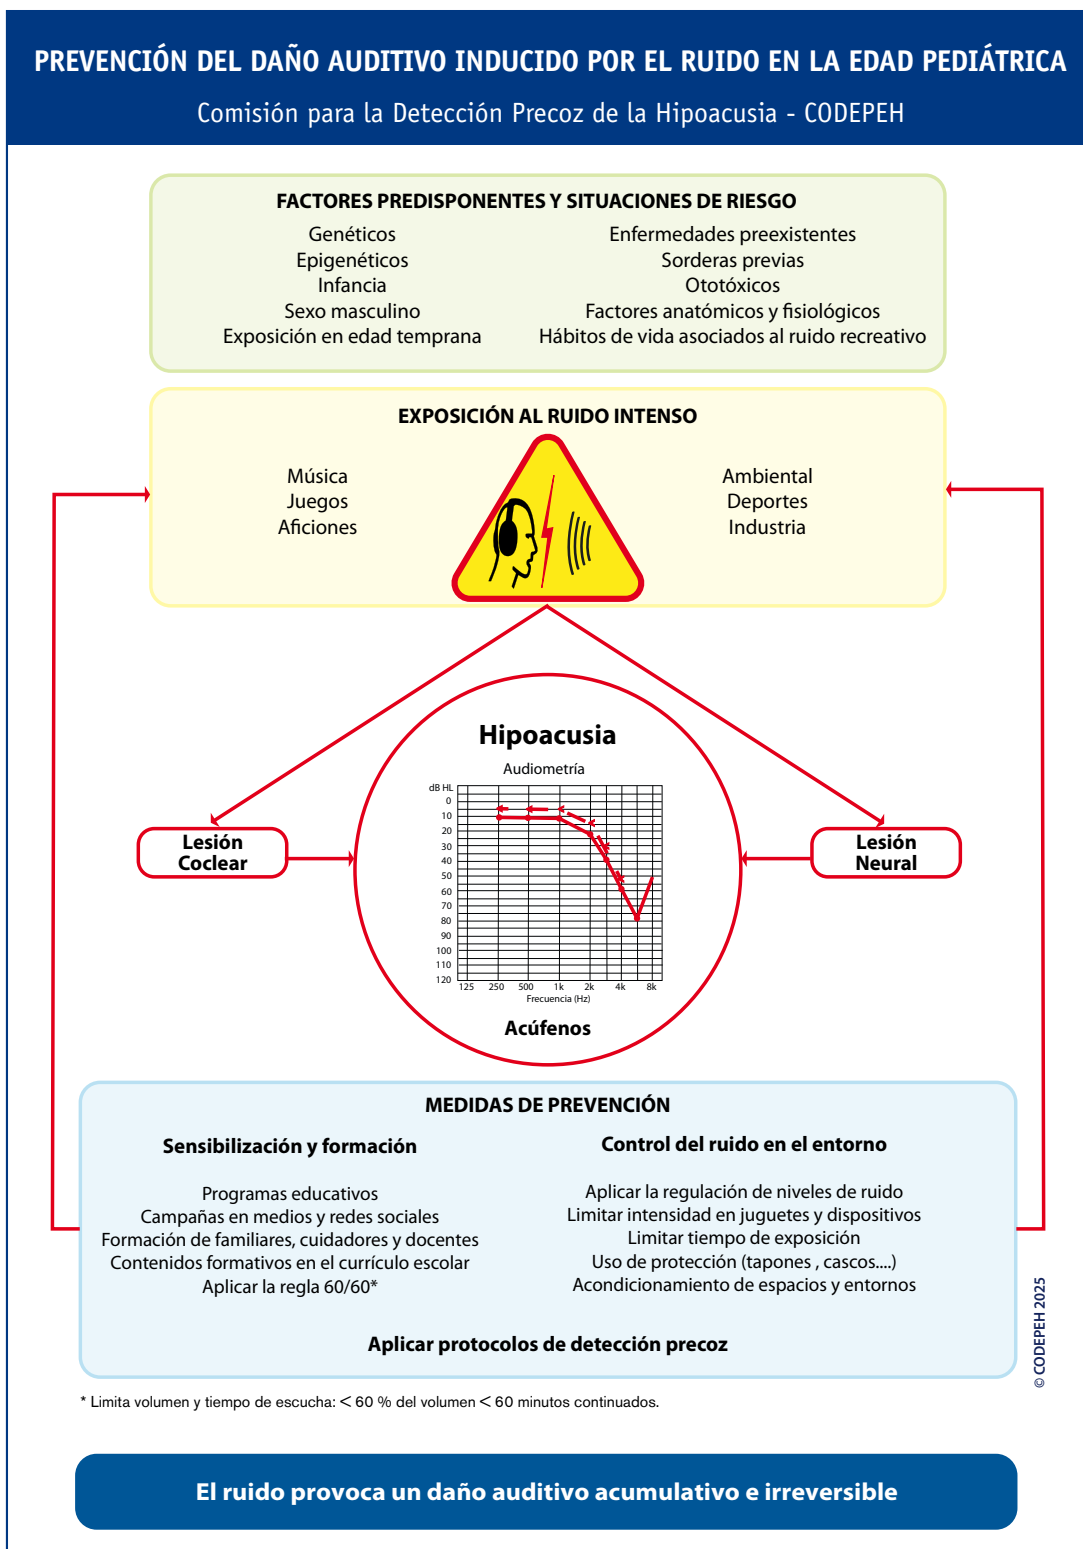 PREVENCIÓN DEL DAÑO AUDITIVO INDUCIDO POR EL RUIDO EN LA EDAD PEDIÁTRICA
Comisión para la Detección Precoz de la Hipoacusia - CODEPEH
FACTORES PREDISPONENTES Y SITUACIONES DE RIESGO
Genéticos
Epigenéticos
Infancia
Sexo masculino
Exposición en edad temprana
Enfermedades preexistentes
Sorderas previas
Ototóxicos
Factores anatómicos y fisiológicos
Hábitos de vida asociados al ruido recreativo
EXPOSICIÓN AL RUIDO INTENSO
Música
Juegos
Aficiones
Ambiental
Deportes
Industria
Lesión
Coclear
Hipoacusia
Audiometría
dB HL
0
10
20
30
40
50
60
70
80
90
100
110
120
125 250 500 1k 2k 4k 8k
Frecuencia (Hz)
Acúfenos
Lesión
Neural
MEDIDAS DE PREVENCIÓN
Sensibilización y formación
Programas educativos
Campañas en medios y redes sociales
Formación de familiares, cuidadores y docentes
Contenidos formativos en el currículo escolar
Aplicar la regla 60/60*
Control del ruido en el entorno
Aplicar la regulación de niveles de ruido
Limitar intensidad en juguetes y dispositivos
Limitar tiempo de exposición
Uso de protección (tapones , cascos....)
Acondicionamiento de espacios y entornos
Aplicar protocolos de detección precoz
© CODEPEH 2025
* Limita volumen y tiempo de escucha: < 60 % del volumen < 60 minutos continuados.
El ruido provoca un daño auditivo acumulativo e irreversible